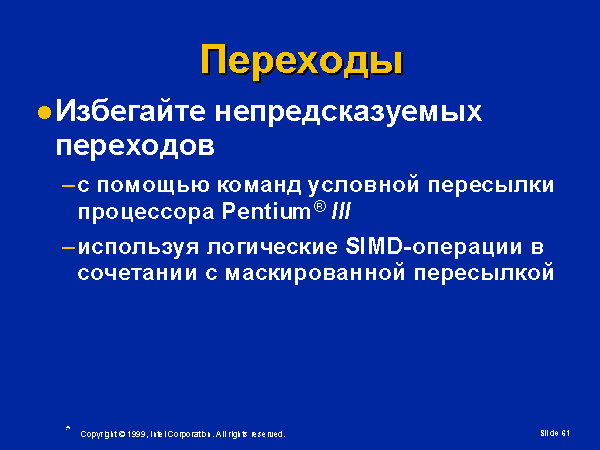 Переходы
●Избегайте непредсказуемых
переходов
–с помощью команд условной пересылки
процессора Pentium® ///
–используя логические SIMD-операции в
сочетании с маскированной пересылкой
* Copyright © 1999, Intel Corporation. All rights reserved.
Slide 61